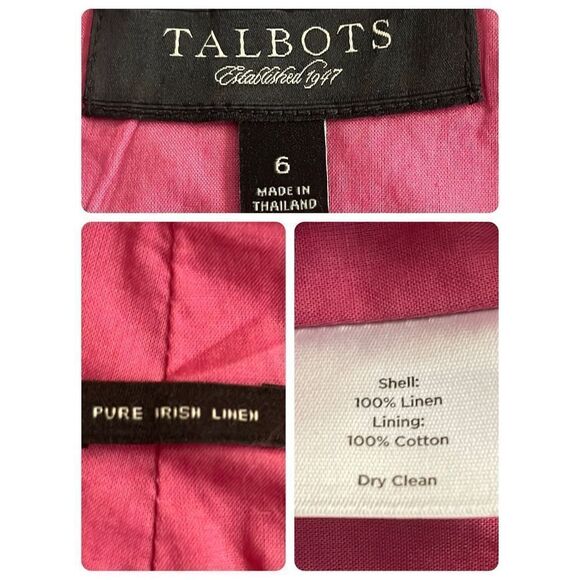 TALBOTS
Established 1947
6
MADE IN
THAILAND
PURE IRISH LINEN
Shell:
100% Linen
Lining:
100% Cotton
Dry Clean